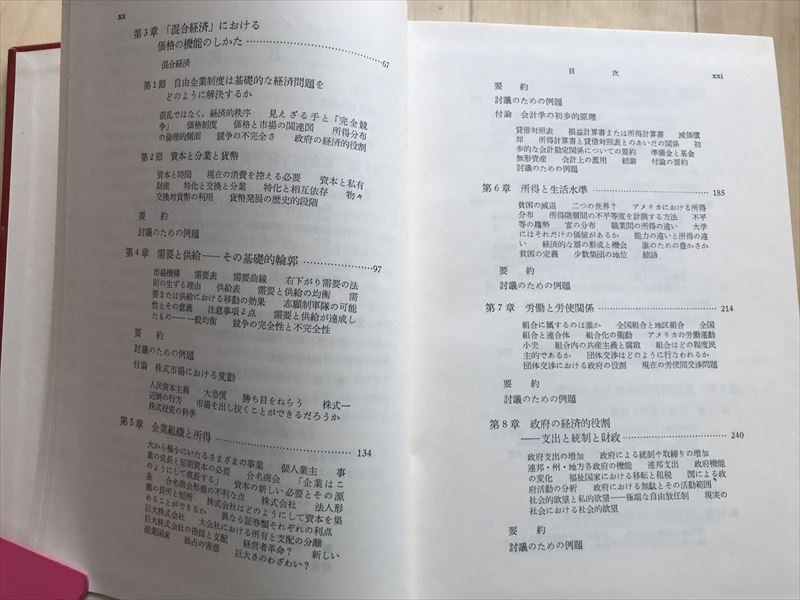 xx
第3章 「混合経済」における
価格の機能のしかた……………………67
混合経済
第1節 自由企業制度は基礎的な経済問題を
どのように解決するか
混乱ではなく、経済的秩序 見えざる手と「完全競
争」 価格制度 価格と市場の関連図 所得分布
の倫理的側面 競争の不完全さ 政府の経済的役割
第2節 資本と分業と貨幣
資本と時間 現在の消費を控える必要 資本と私有
財産 特化と交換と分業 特化と相互依存 物々
交換対貨幣の利用 貨幣発展の歴史的段階
要 約
討議のための例題
第4章 需要と供給——その基礎的輪郭……………97
市場機構 需要表 需要曲線 右下がり需要の法
則の生ずる理由 供給表 需要と供給の均衡 需
要または供給における移動の効果 志願制軍隊の可能
性とその意義 注意事項2点 需要と供給が達成し
たもの——一般均衡 競争の完全性と不完全性
要 約
討議のための例題
付論 株式市場における変動
人民資本主義 大恐慌 勝ち目をねらう 株式一
辺倒の行方 市場を出し抜くことができるだろうか
株式投資の科学
第5章 企業組織と所得……………………134
大から極小にいたるさまざまの事業 個人業主 事
業の成長と短期資本の必要 合名商会 「企業はこ
のようにして成長する」 資本の新しい必要とその源
泉 合名商会形態の不利な点 株式会社 法人形
態の長所と短所 株式会社はどのようにして資本を集
めることができるか 異なる証券類それぞれの利点
巨大株式会社 大会社における所有と支配の分離
巨大株式会社の指揮と支配 経営者革命? 新しい
産業国家 独占の害悪 巨大さのわざわい?
目 次
xxi
要 約
討議のための例題
付論 会計学の初歩的原理
貸借対照表 損益計算書または所得計算書 減価償
却 所得計算書と貸借対照表とのあいだの関係 初
歩的な会計勘定関係についての要約 準備金と基金
無形資産 会計上の濫用 結論 付論の要約
討議のための例題
第6章 所得と生活水準……………………185
貧困の減退 二つの世界? アメリカにおける所得
分布 所得階層間の不平等度を計測する方法 不平
等の趨勢 富の分布 職業間の所得の違い 大学
にはそれだけの価値があるか 能力の違いと所得の違
い 経済的な層の形成と機会 誰のための豊かさか
貧困の定義 少数集団の地位 結語
要 約
討議のための例題
第7章 労働と労使関係……………………214
組合に属するのは誰か 全国組合と地区組合 全国
組合と連合体 組合化の衝動 アメリカの労働運動
小史 組合内の共産主義と腐敗 組合はどの程度民
主的であるか 団体交渉はどのように行なわれるか
団体交渉における政府の役割 現在の労使間交渉問題
要 約
討議のための例題
第8章 政府の経済的役割
——支出と統制と財政……………………240
政府支出の増加 政府による統制や取締りの増加
連邦・州・地方各政府の機能 連邦支出 政府機能
の変化 福祉国家における移転と租税 図による政
府活動の分析 政府における無駄とその活動範囲
社会的欲望と私的欲望——極端な自由放任制 現実の
社会における社会的欲望
要 約
討議のための例題